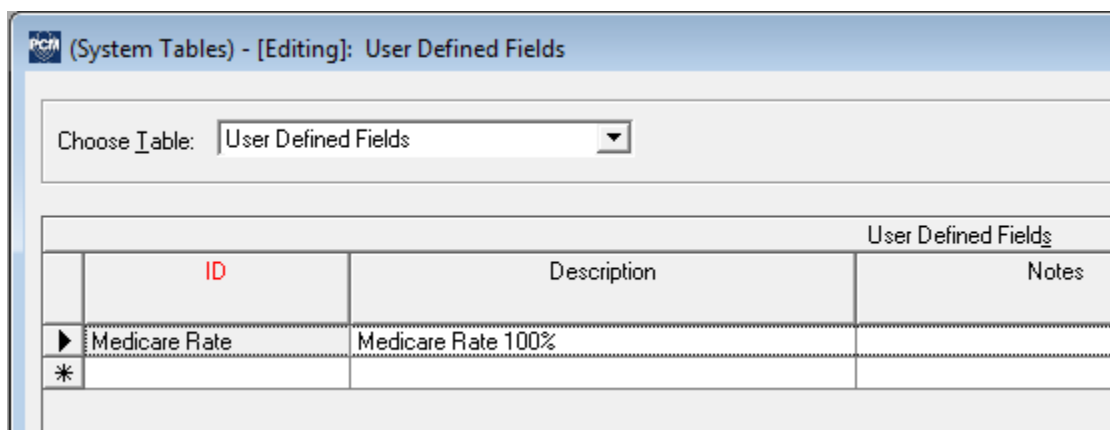 PCM (System Tables) - [Editing]: User Defined Fields
Choose Table: User Defined Fields
User Defined Fields
ID Description Notes
Medicare Rate Medicare Rate 100%